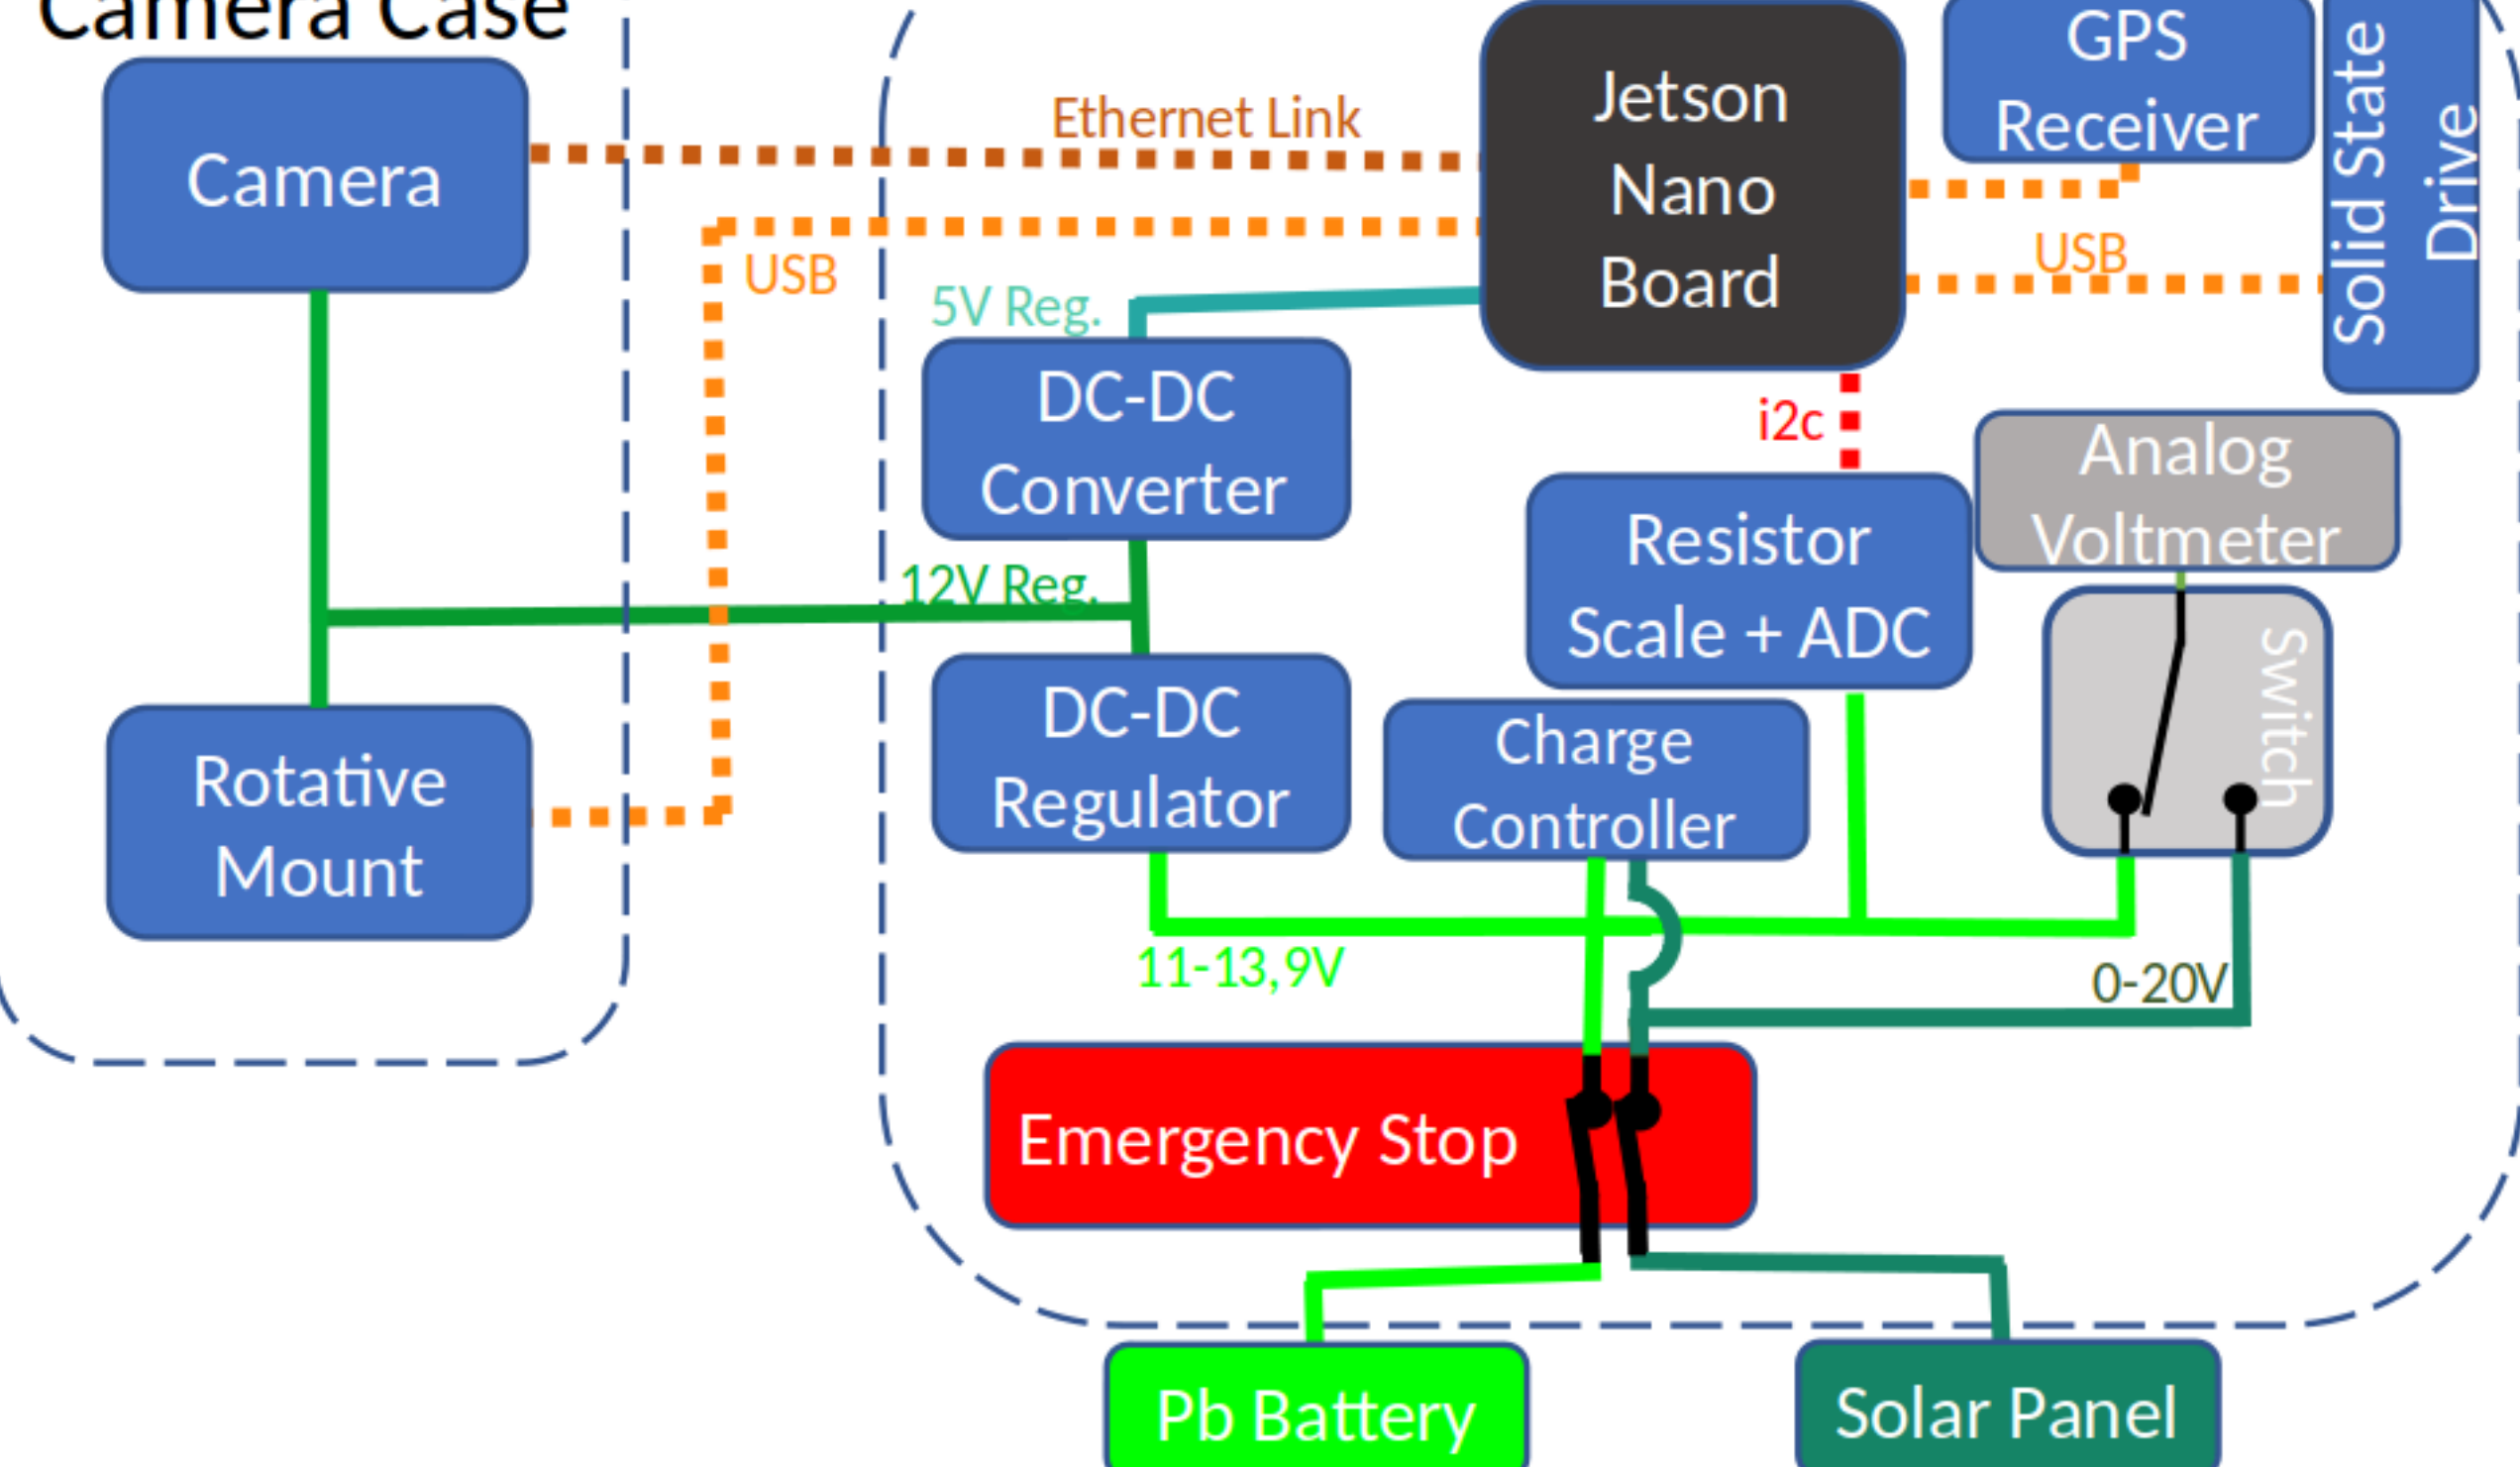 Camera Case
Camera
Ethernet Link
Jetson
Nano
Board
GPS
Receiver
Solid State
Drive
USB
USB
5V Reg.
DC-DC
Converter
i2c
Analog
Voltmeter
Resistor
Scale + ADC
12V Reg.
Switch
DC-DC
Regulator
Charge
Controller
Rotative
Mount
11-13,9V
0-20V
Emergency Stop
Pb Battery
Solar Panel